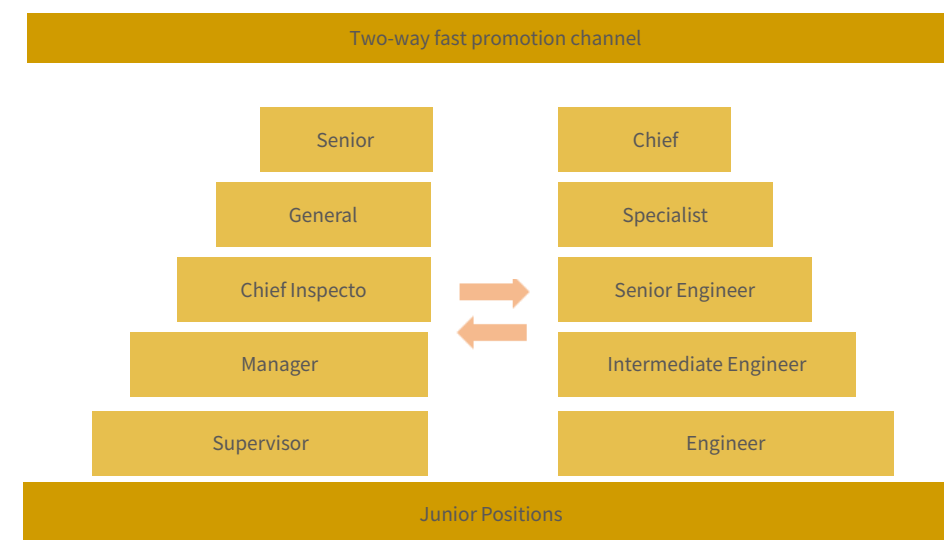 Two-way fast promotion channel
Senior
Chief
General
Specialist
Chief Inspecto
Senior Engineer
Manager
Intermediate Engineer
Supervisor
Engineer
Junior Positions